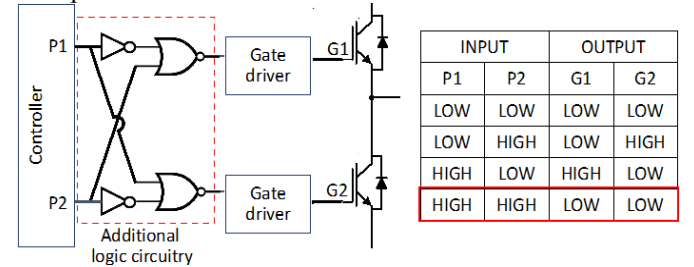 Controller
P1
P2
Gate
driver
G1
Gate
driver
G2
Additional
logic circuitry
INPUT OUTPUT
P1 P2 G1 G2
LOW LOW LOW LOW
LOW HIGH LOW HIGH
HIGH LOW HIGH LOW
HIGH HIGH LOW LOW